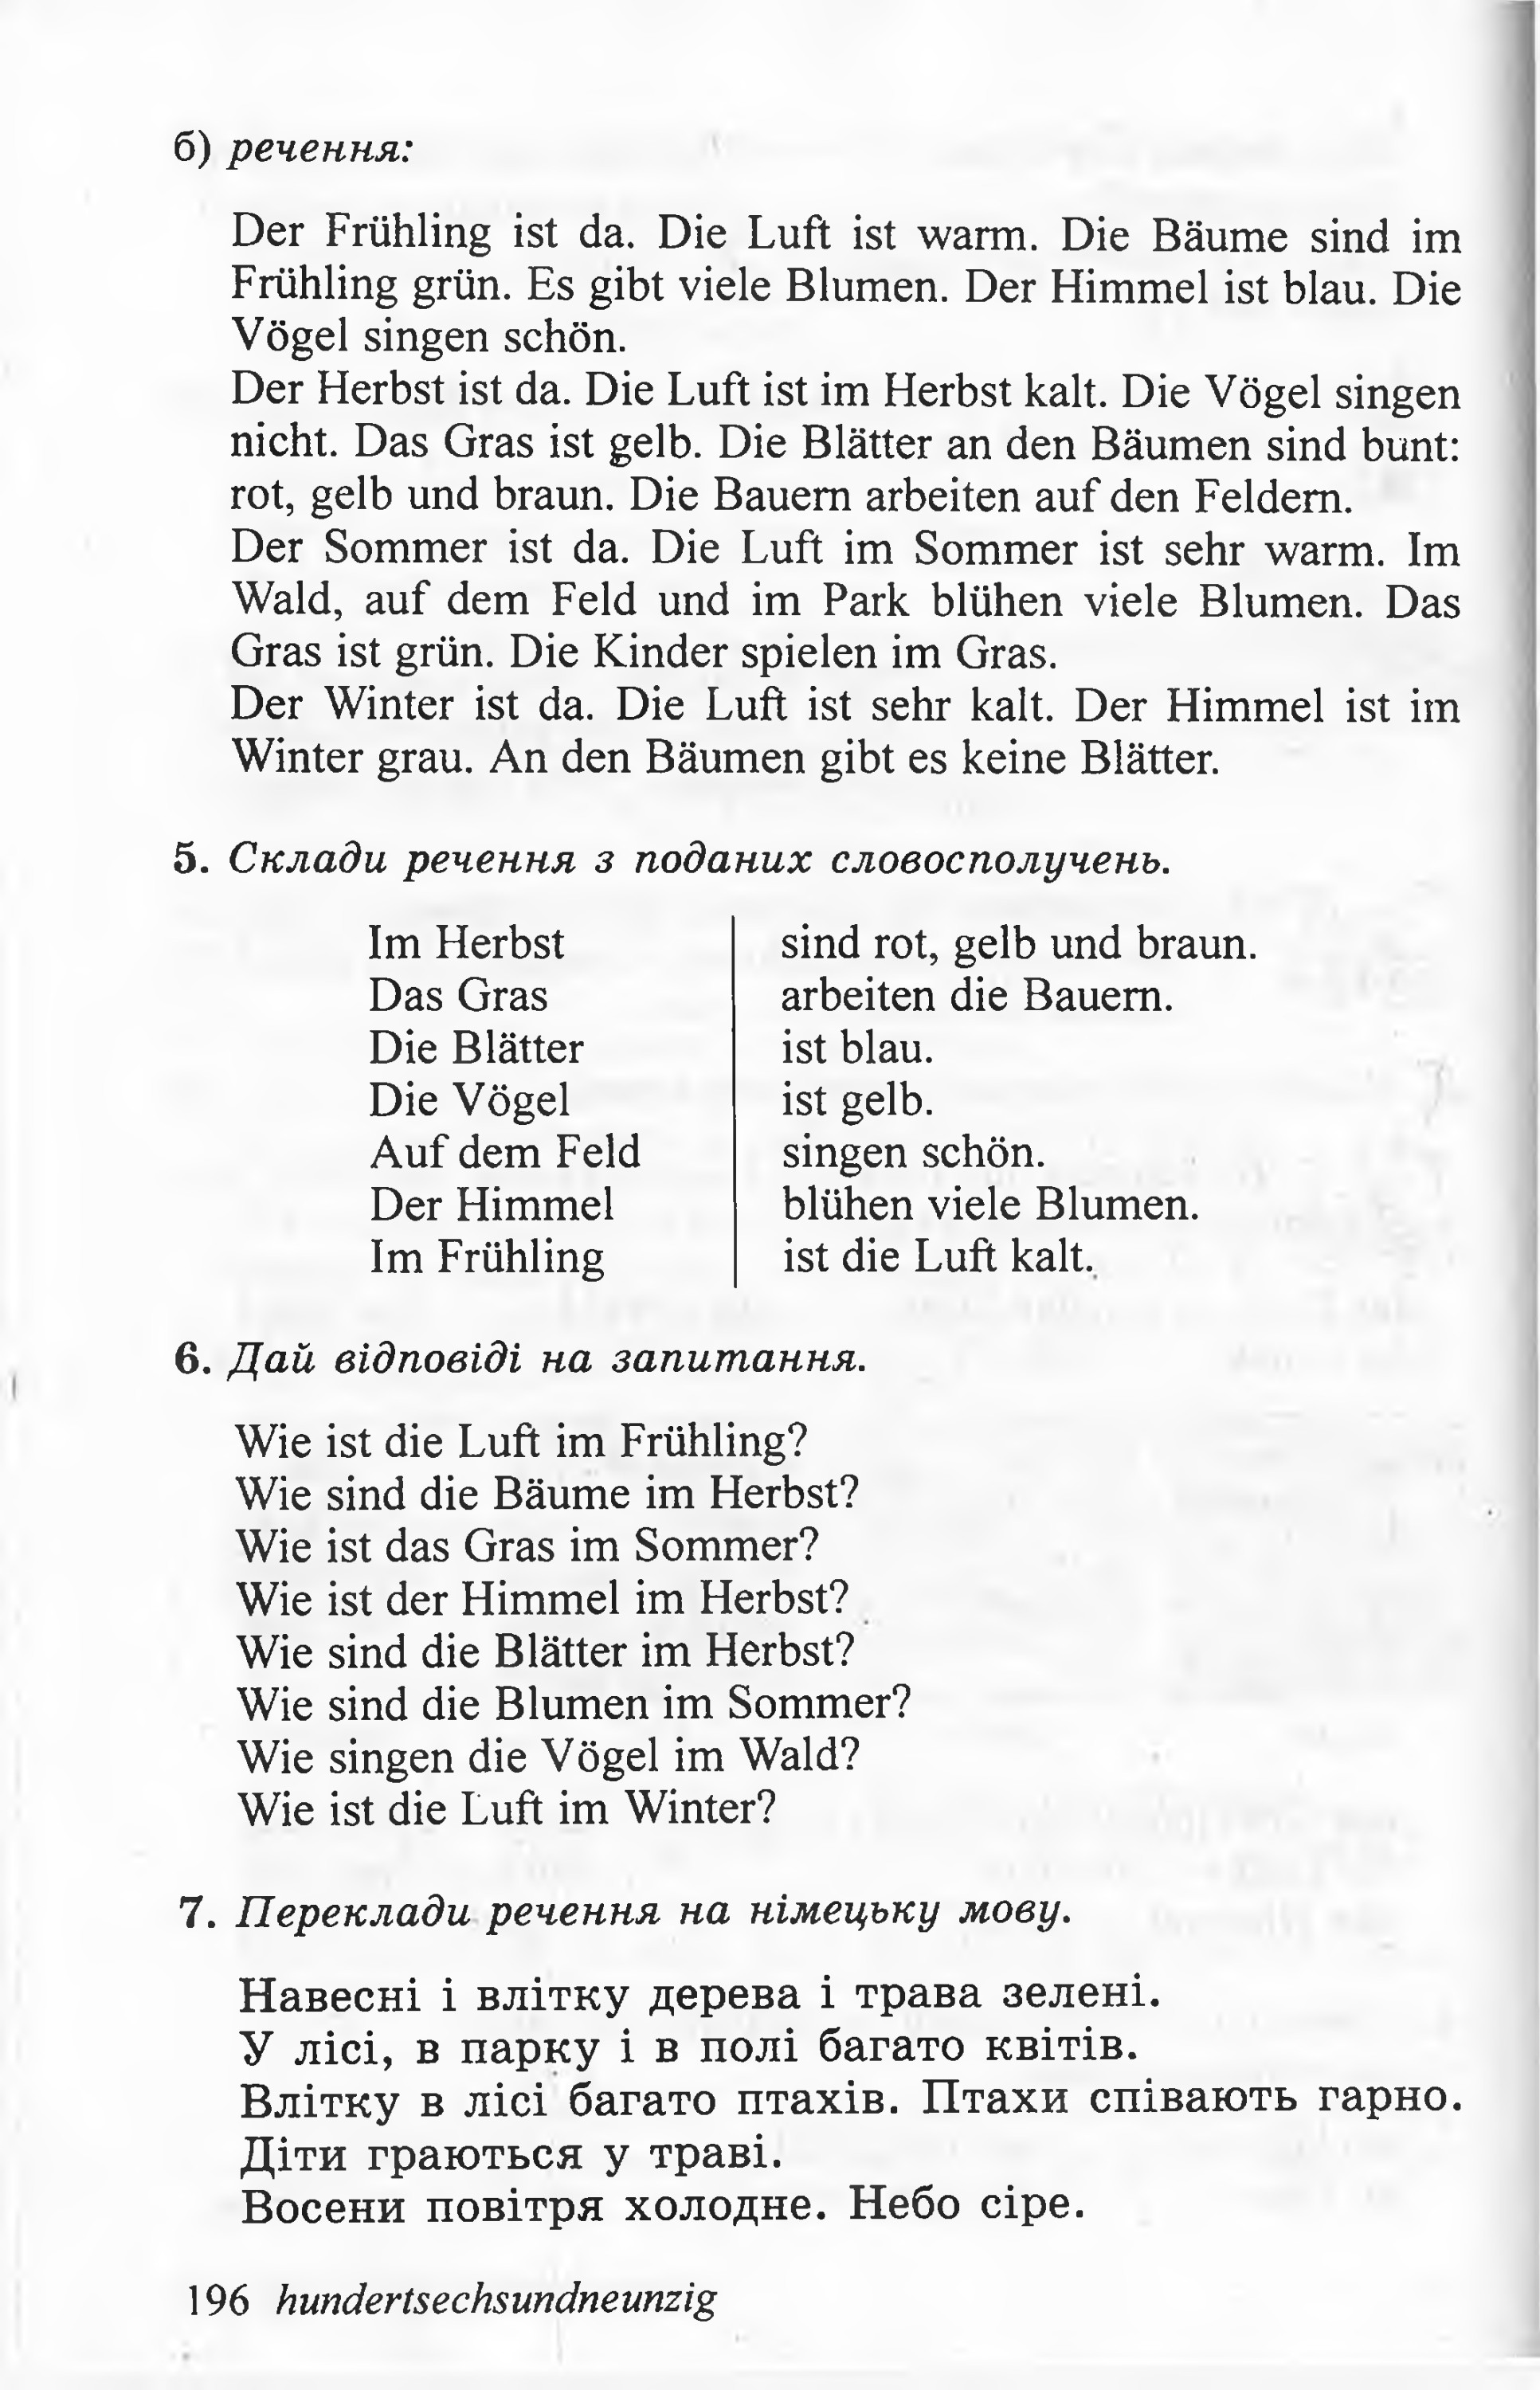 б) речення:
Der Frühling ist da. Die Luft ist warm. Die Bäume sind im
Frühling grün. Es gibt viele Blumen. Der Himmel ist blau. Die
Vögel singen schön.
Der Herbst ist da. Die Luft ist im Herbst kalt. Die Vögel singen
nicht. Das Gras ist gelb. Die Blätter an den Bäumen sind bunt:
rot, gelb und braun. Die Bauern arbeiten auf den Feldern.
Der Sommer ist da. Die Luft im Sommer ist sehr warm. Im
Wald, auf dem Feld und im Park blühen viele Blumen. Das
Gras ist grün. Die Kinder spielen im Gras.
Der Winter ist da. Die Luft ist sehr kalt. Der Himmel ist im
Winter grau. An den Bäumen gibt es keine Blätter.
5. Склади речення з поданих словосполучень.
Im Herbst sind rot, gelb und braun.
Das Gras arbeiten die Bauern.
Die Blätter ist blau.
Die Vögel ist gelb.
Auf dem Feld singen schön.
Der Himmel blühen viele Blumen.
Im Frühling ist die Luft kalt.
6. Дай відповіді на запитання.
Wie ist die Luft im Frühling?
Wie sind die Bäume im Herbst?
Wie ist das Gras im Sommer?
Wie ist der Himmel im Herbst?
Wie sind die Blätter im Herbst?
Wie sind die Blumen im Sommer?
Wie singen die Vögel im Wald?
Wie ist die Luft im Winter?
7. Переклади речення на німецьку мову.
Навесні і влітку дерева і трава зелені.
У лісі, в парку і в полі багато квітів.
Влітку в лісі багато птахів. Птахи співають гарно.
Діти граються у траві.
Восени повітря холодне. Небо сіре.
196 hundertsechsundneunzig